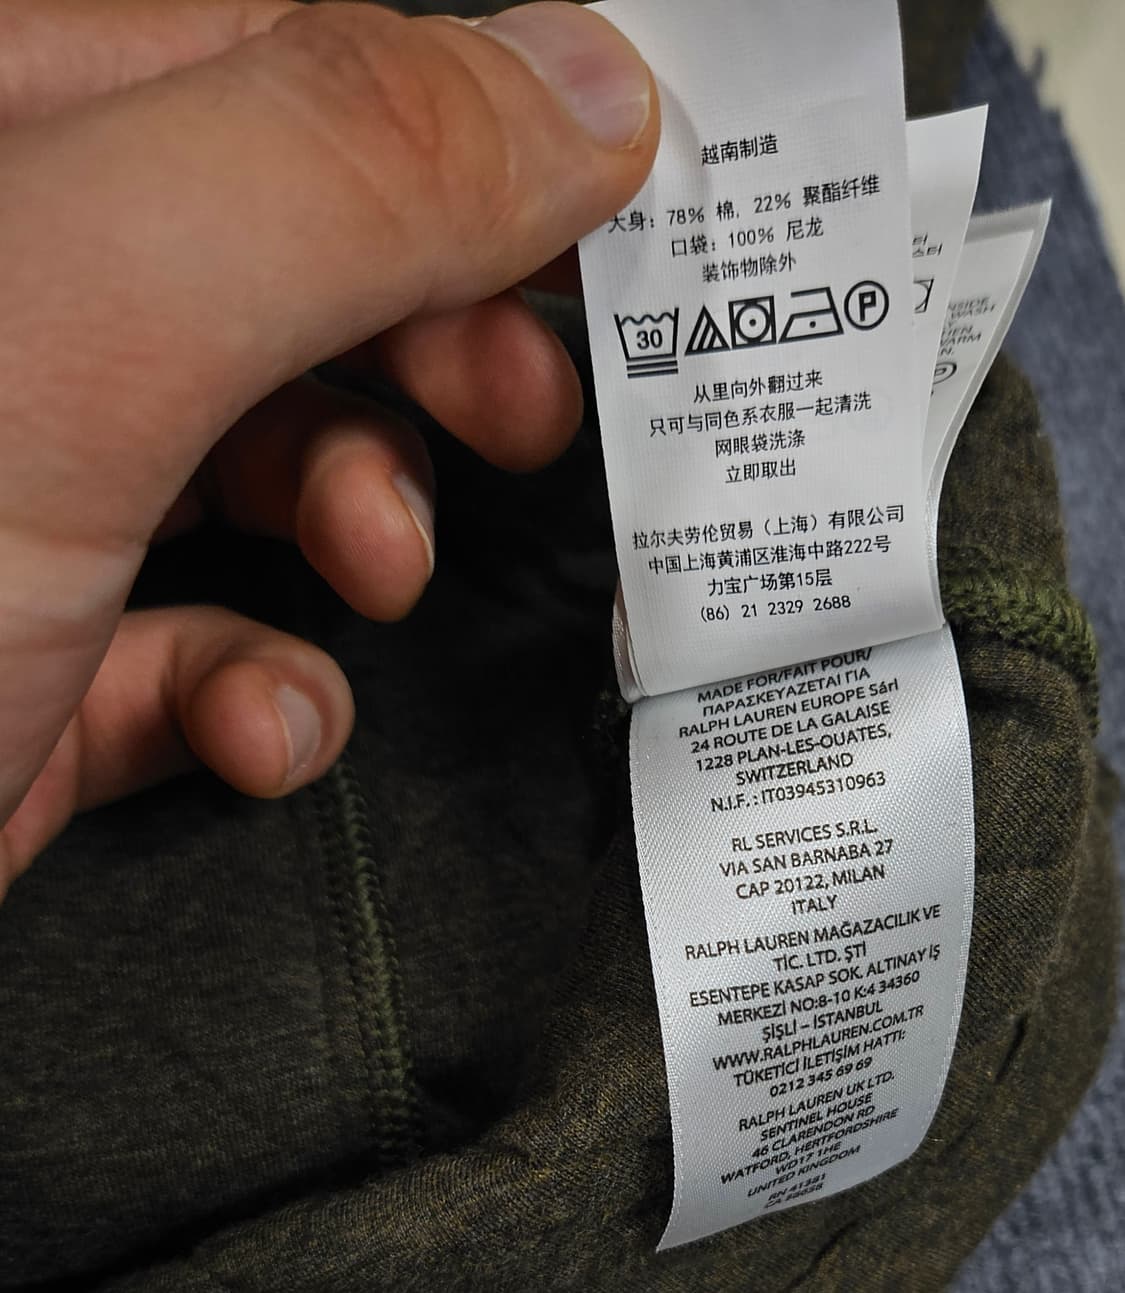 越南制造
大身: 78% 棉, 22% 聚酯纤维
口袋: 100% 尼龙
装饰物除外
30
P
从里向外翻过来
只可与同色系衣服一起清洗
网眼袋洗涤
立即取出
拉尔夫劳伦贸易（上海）有限公司
中国上海黄浦区淮海中路222号
力宝广场第15层
(86) 21 2329 2688
MADE FOR/FAIT POUR/
ΠΑΡΑΣΚΕΥΑΖΕΤΑΙ ΓΙΑ
RALPH LAUREN EUROPE Sárl
24 ROUTE DE LA GALAISE
1228 PLAN-LES-OUATES,
SWITZERLAND
N.I.F. : IT03945310963
RL SERVICES S.R.L.
VIA SAN BARNABA 27
CAP 20122, MILAN
ITALY
RALPH LAUREN MAĞAZACILIK VE
TİC. LTD. ŞTİ
ESENTEPE KASAP SOK. ALTINAY İŞ
MERKEZİ NO:8-10 K:4 34360
ŞİŞLİ – İSTANBUL
WWW.RALPHLAUREN.COM.TR
TÜKETİCİ İLETİŞİM HATTI:
0212 345 69 69
RALPH LAUREN UK LTD.
SENTINEL HOUSE
46 CLARENDON RD
WATFORD, HERTFORDSHIRE
WD17 1HE
UNITED KINGDOM
RN 41381
CA
WASH